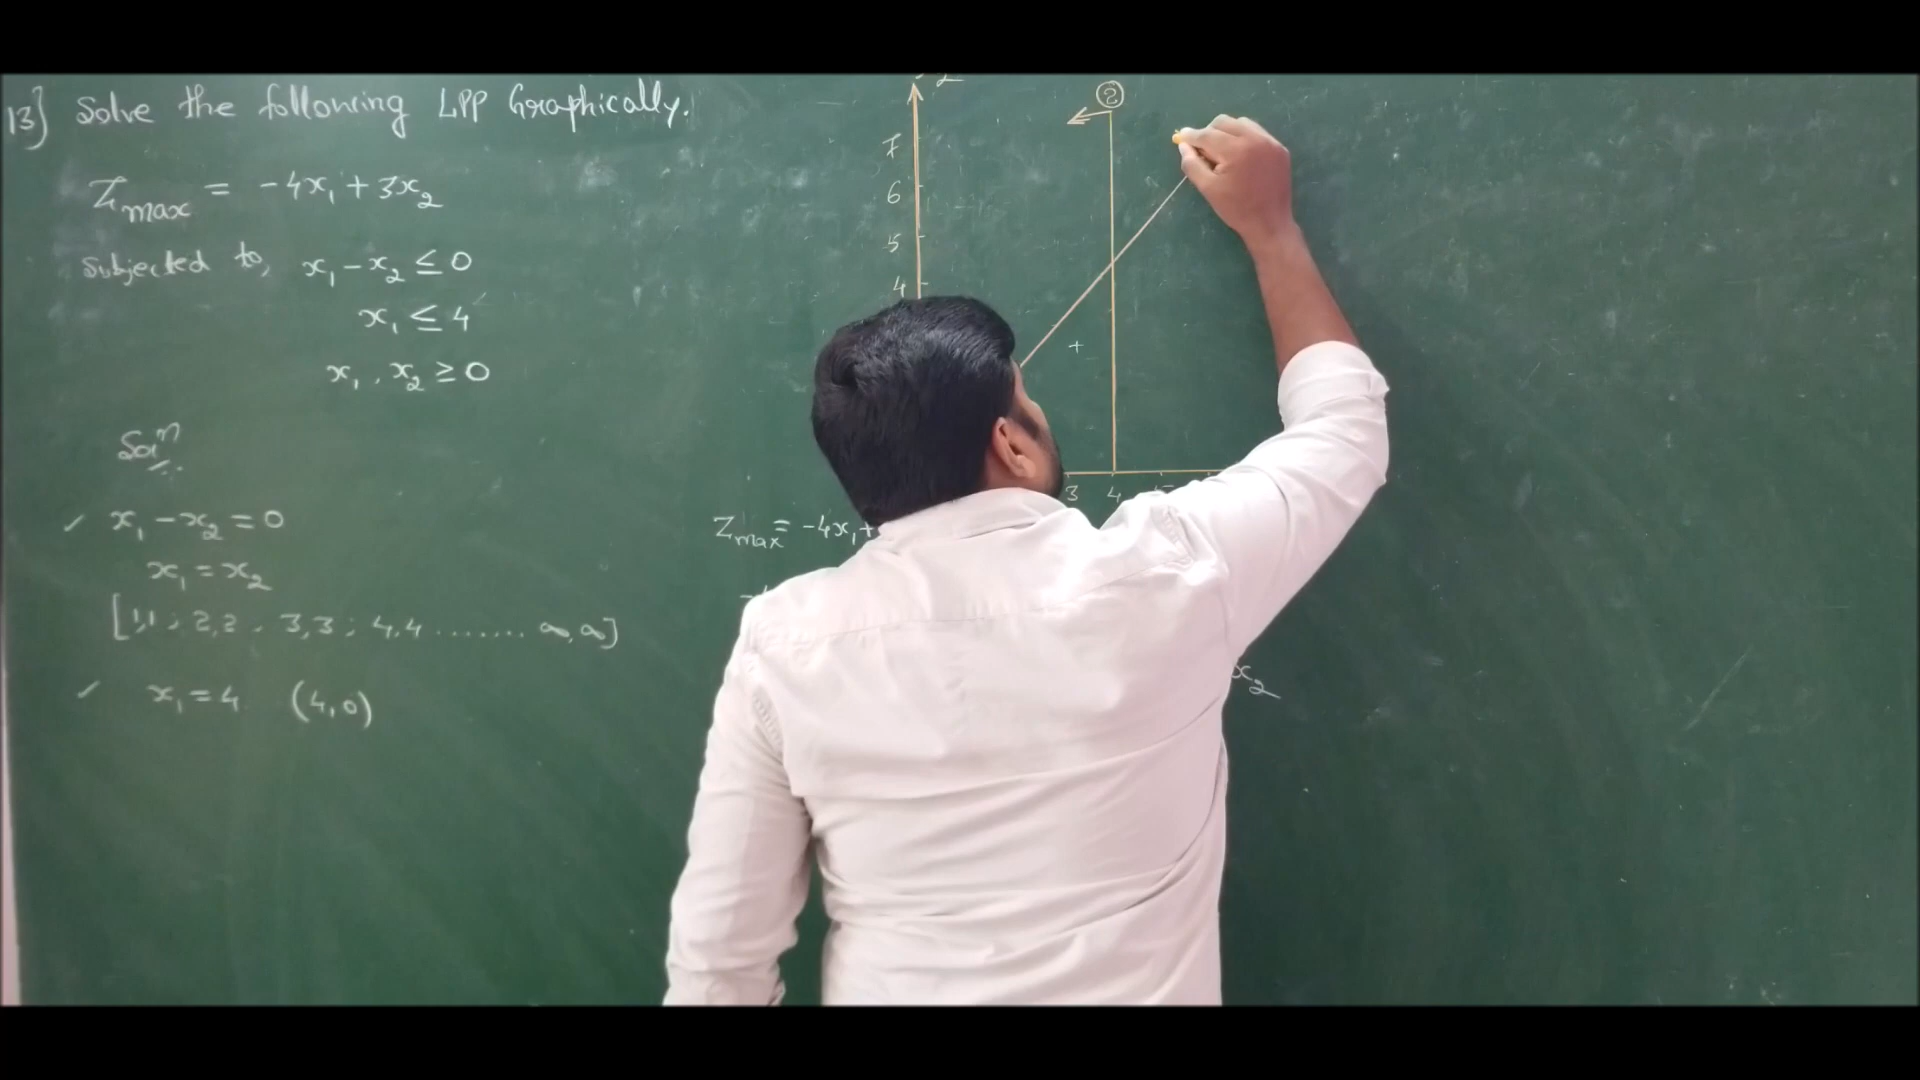 13] Solve the following LPP Graphically.
Zmax = -4x₁ + 3x₂
Subjected to, x₁ - x₂ ≤ 0
x₁ ≤ 4
x₁, x₂ ≥ 0
Solⁿ
✓ x₁ - x₂ = 0
x₁ = x₂
[1,1; 2,2; 3,3; 4,4 ........ ∞,∞]
✓ x₁ = 4 (4,0)
2
7
6
5
4
3 4
Zmax = -4x₁ +
x₂